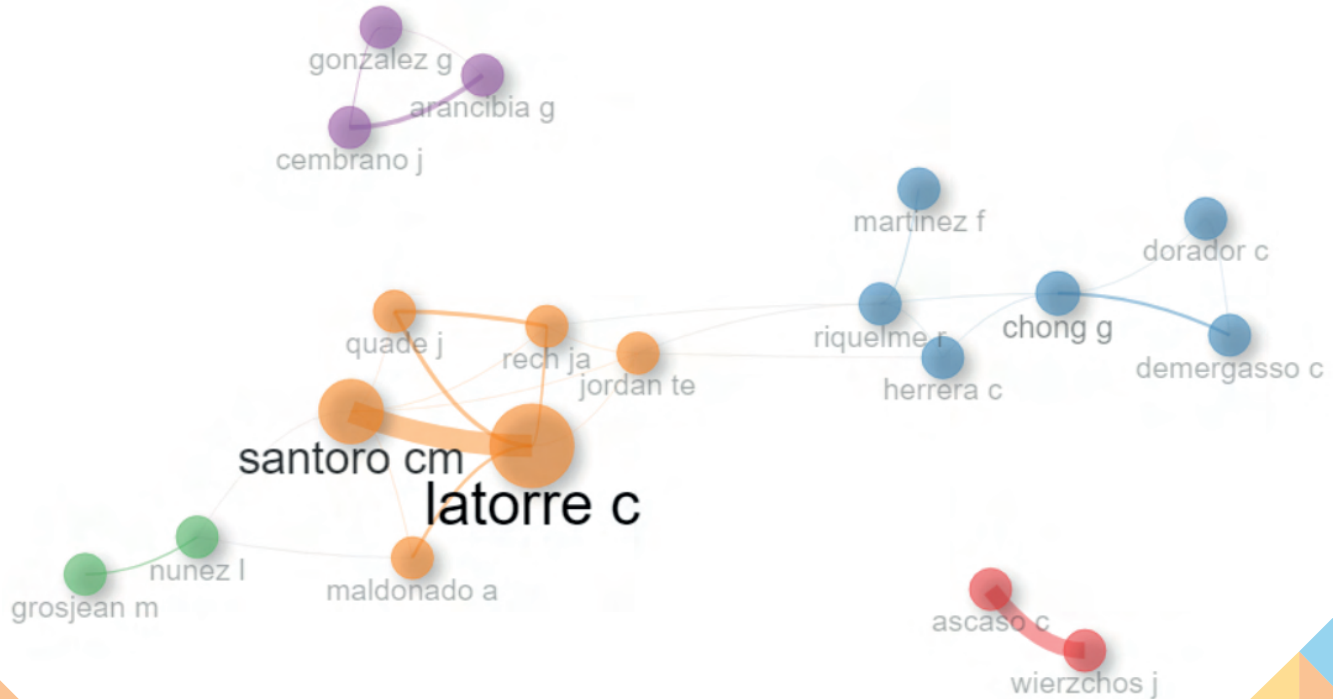 gonzalez g
arancibia g
cembrano j
martinez f
dorador c
riquelme r
chong g
herrera c
demergasso c
quade j
rech ja
jordan te
santoro cm
latorre c
nunez l
maldonado a
grosjean m
ascaso c
wierzchos j